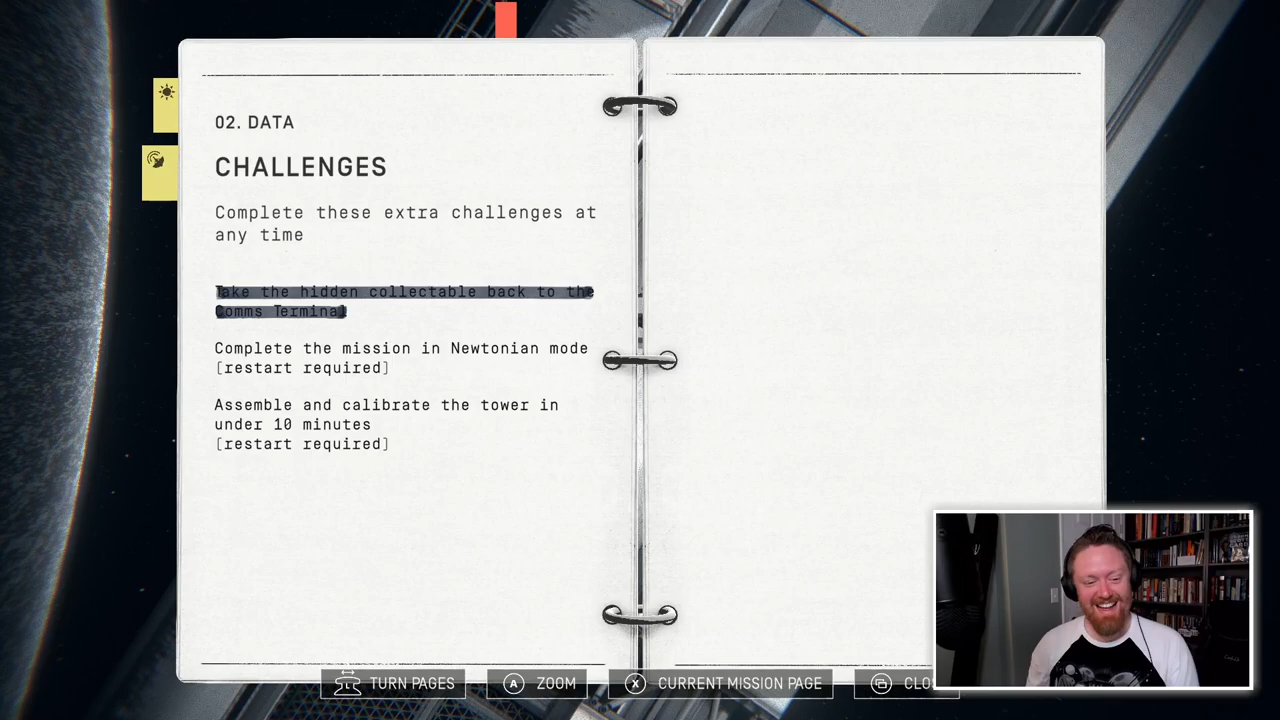 02. DATA
CHALLENGES
Complete these extra challenges at
any time
Take the hidden collectable back to the
Comms Terminal
Complete the mission in Newtonian mode
[restart required]
Assemble and calibrate the tower in
under 10 minutes
[restart required]
L TURN PAGES A ZOOM X CURRENT MISSION PAGE